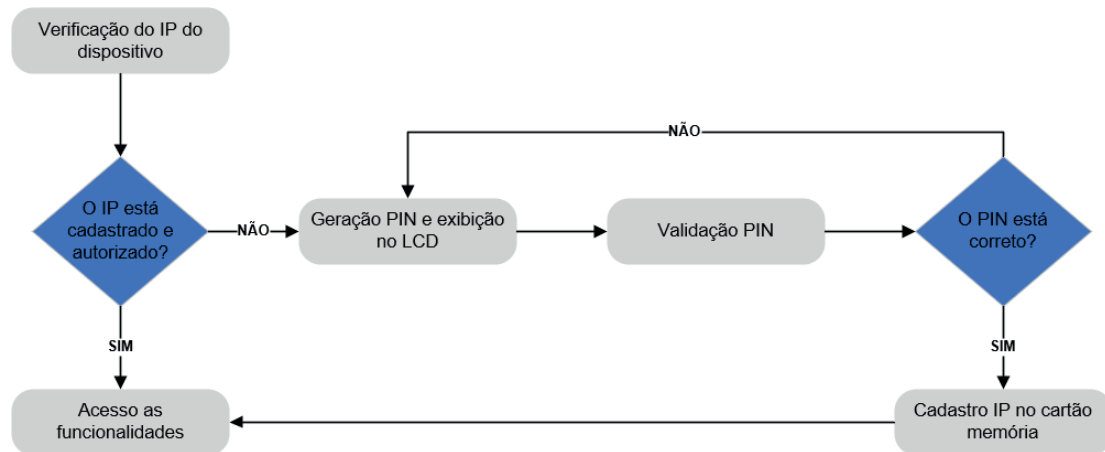 Verificação do IP do
dispositivo
NÃO
O IP está
cadastrado e
autorizado?
NÃO
Geração PIN e exibição
no LCD
Validação PIN
O PIN está
correto?
SIM
SIM
Acesso as
funcionalidades
Cadastro IP no cartão
memória